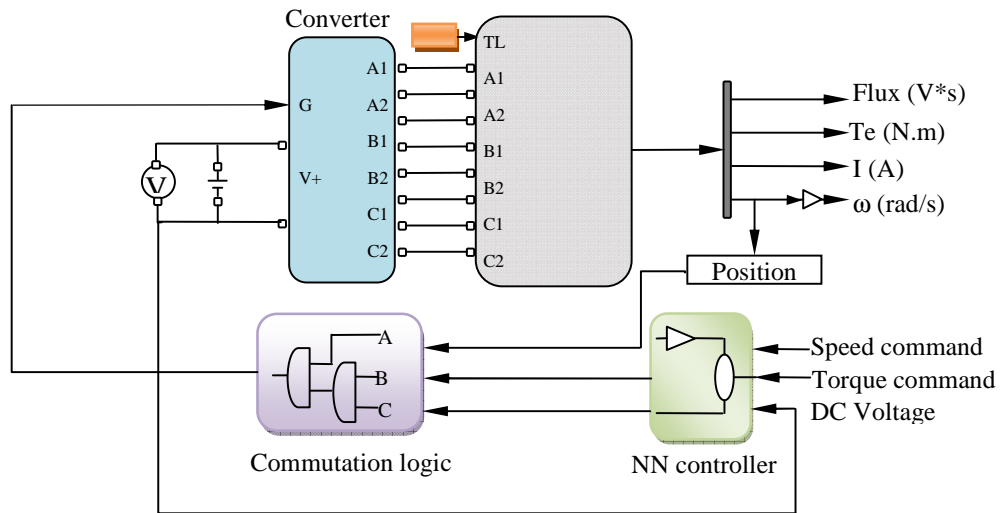 Converter
G
V+
A1
A2
B1
B2
C1
C2
TL
A1
A2
B1
B2
C1
C2
V
Flux (V*s)
Te (N.m)
I (A)
ω (rad/s)
Position
A
B
C
Commutation logic
NN controller
Speed command
Torque command
DC Voltage